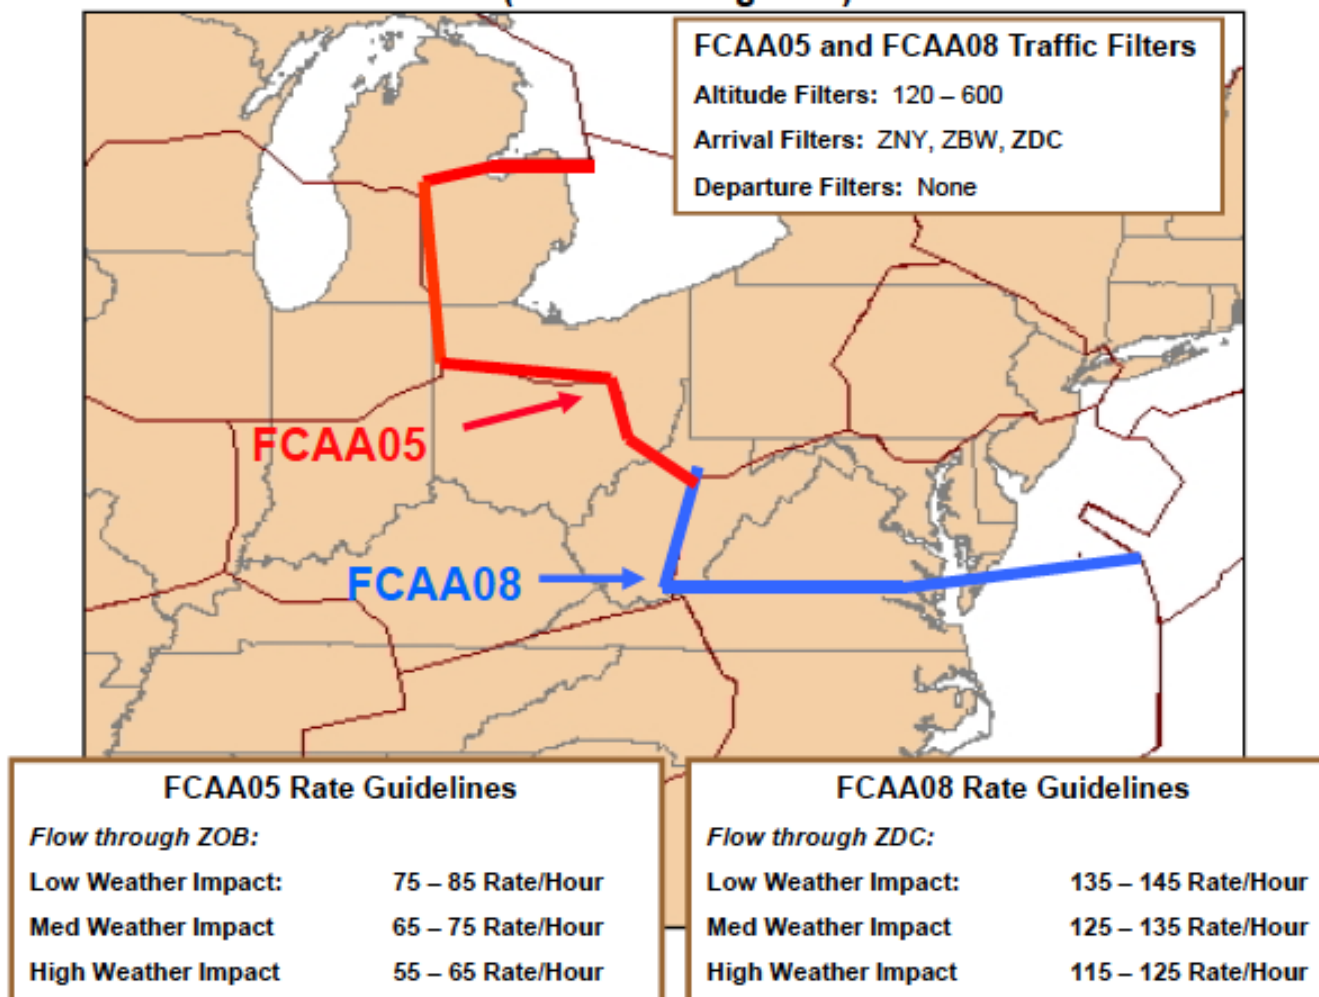 FCAA05 and FCAA08 Traffic Filters
Altitude Filters: 120 – 600
Arrival Filters: ZNY, ZBW, ZDC
Departure Filters: None
FCAA05
FCAA08
FCAA05 Rate Guidelines
Flow through ZOB:
Low Weather Impact: 75 – 85 Rate/Hour
Med Weather Impact 65 – 75 Rate/Hour
High Weather Impact 55 – 65 Rate/Hour
FCAA08 Rate Guidelines
Flow through ZDC:
Low Weather Impact: 135 – 145 Rate/Hour
Med Weather Impact 125 – 135 Rate/Hour
High Weather Impact 115 – 125 Rate/Hour